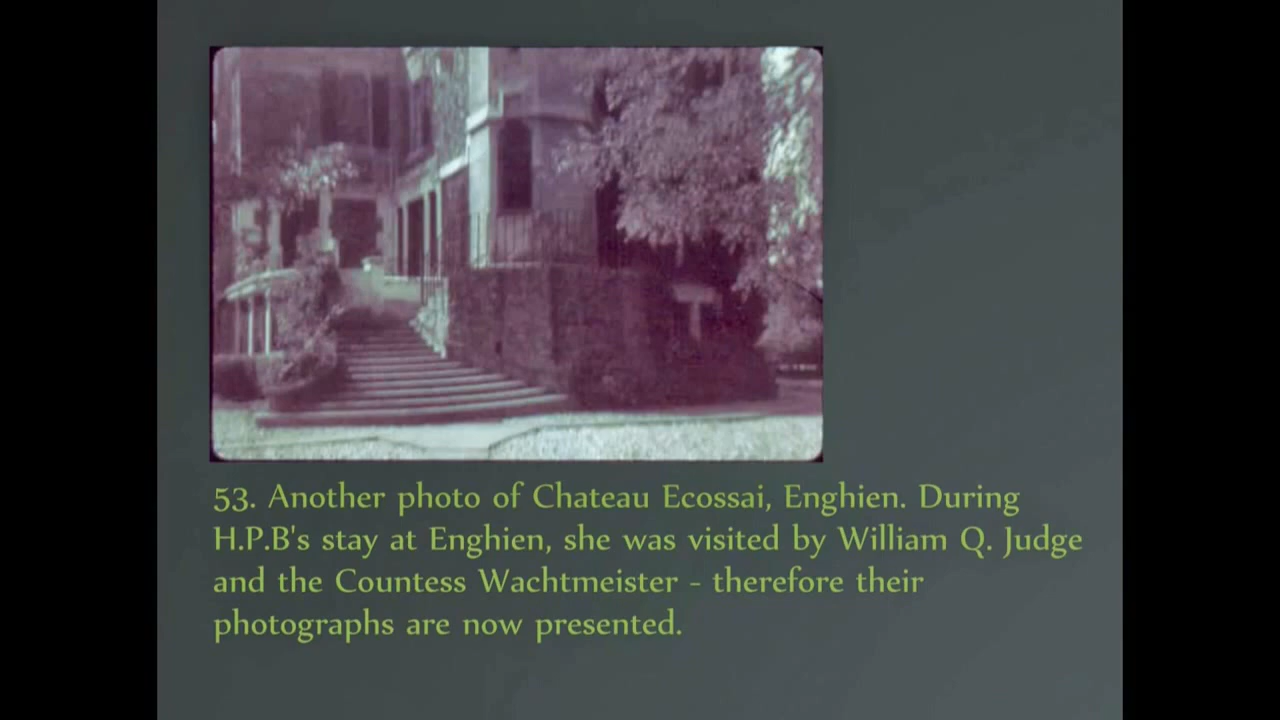 53. Another photo of Chateau Ecossai, Enghien. During
H.P.B's stay at Enghien, she was visited by William Q. Judge
and the Countess Wachtmeister - therefore their
photographs are now presented.